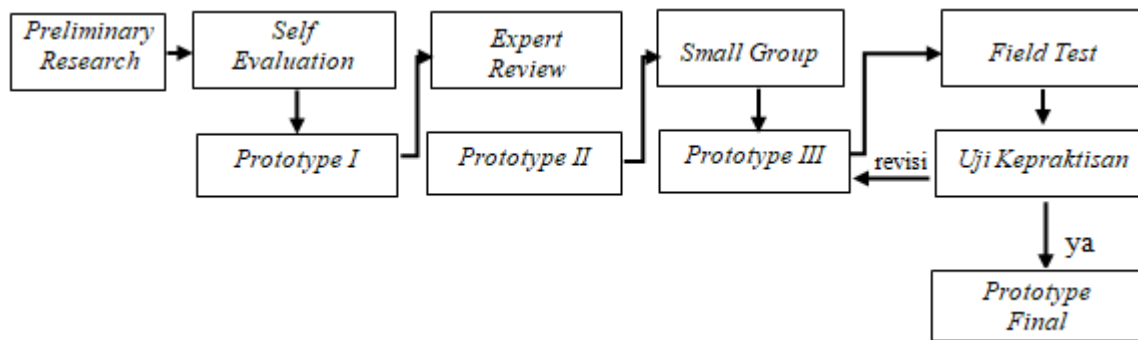 Preliminary
Research
Self
Evaluation
Expert
Review
Small Group
Field Test
Prototype I
Prototype II
Prototype III
revisi
Uji Kepraktisan
ya
Prototype
Final